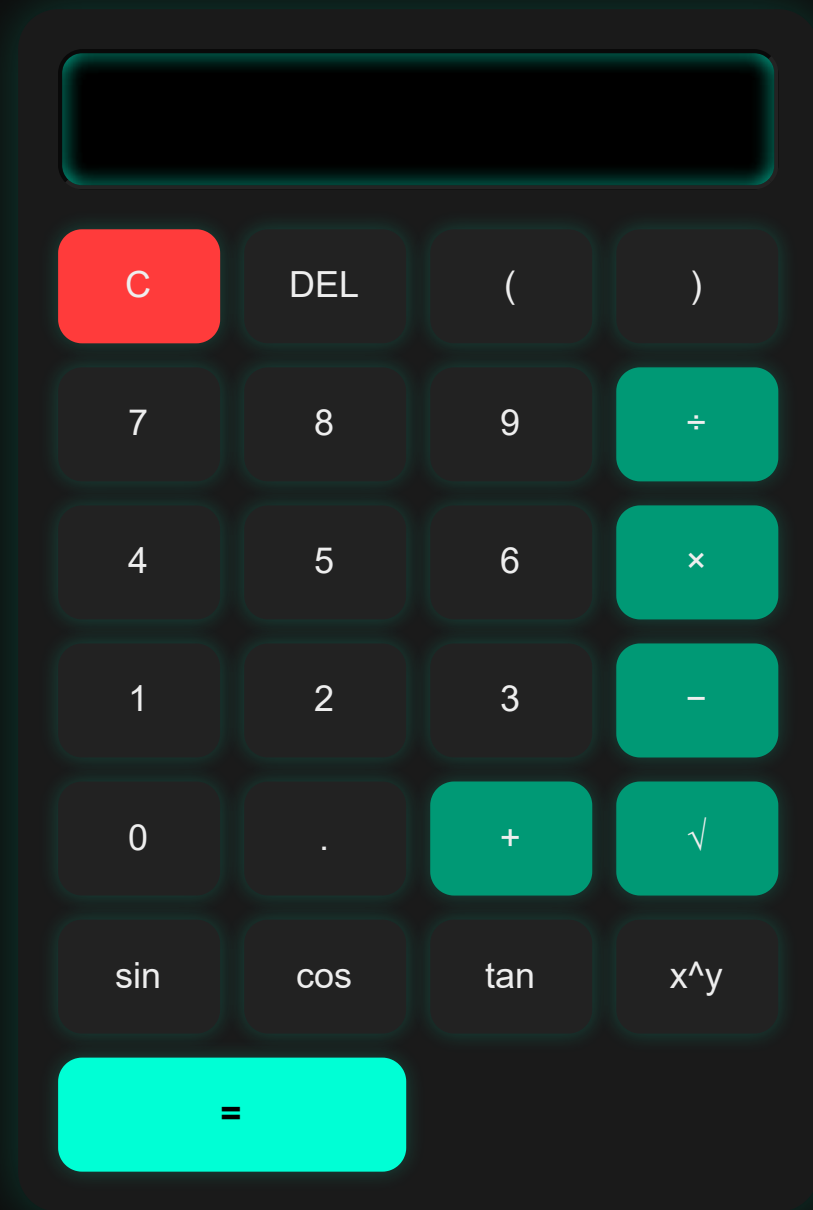 C DEL ( )
7 8 9 ÷
4 5 6 ×
1 2 3 −
0 . + √
sin cos tan x^y
=